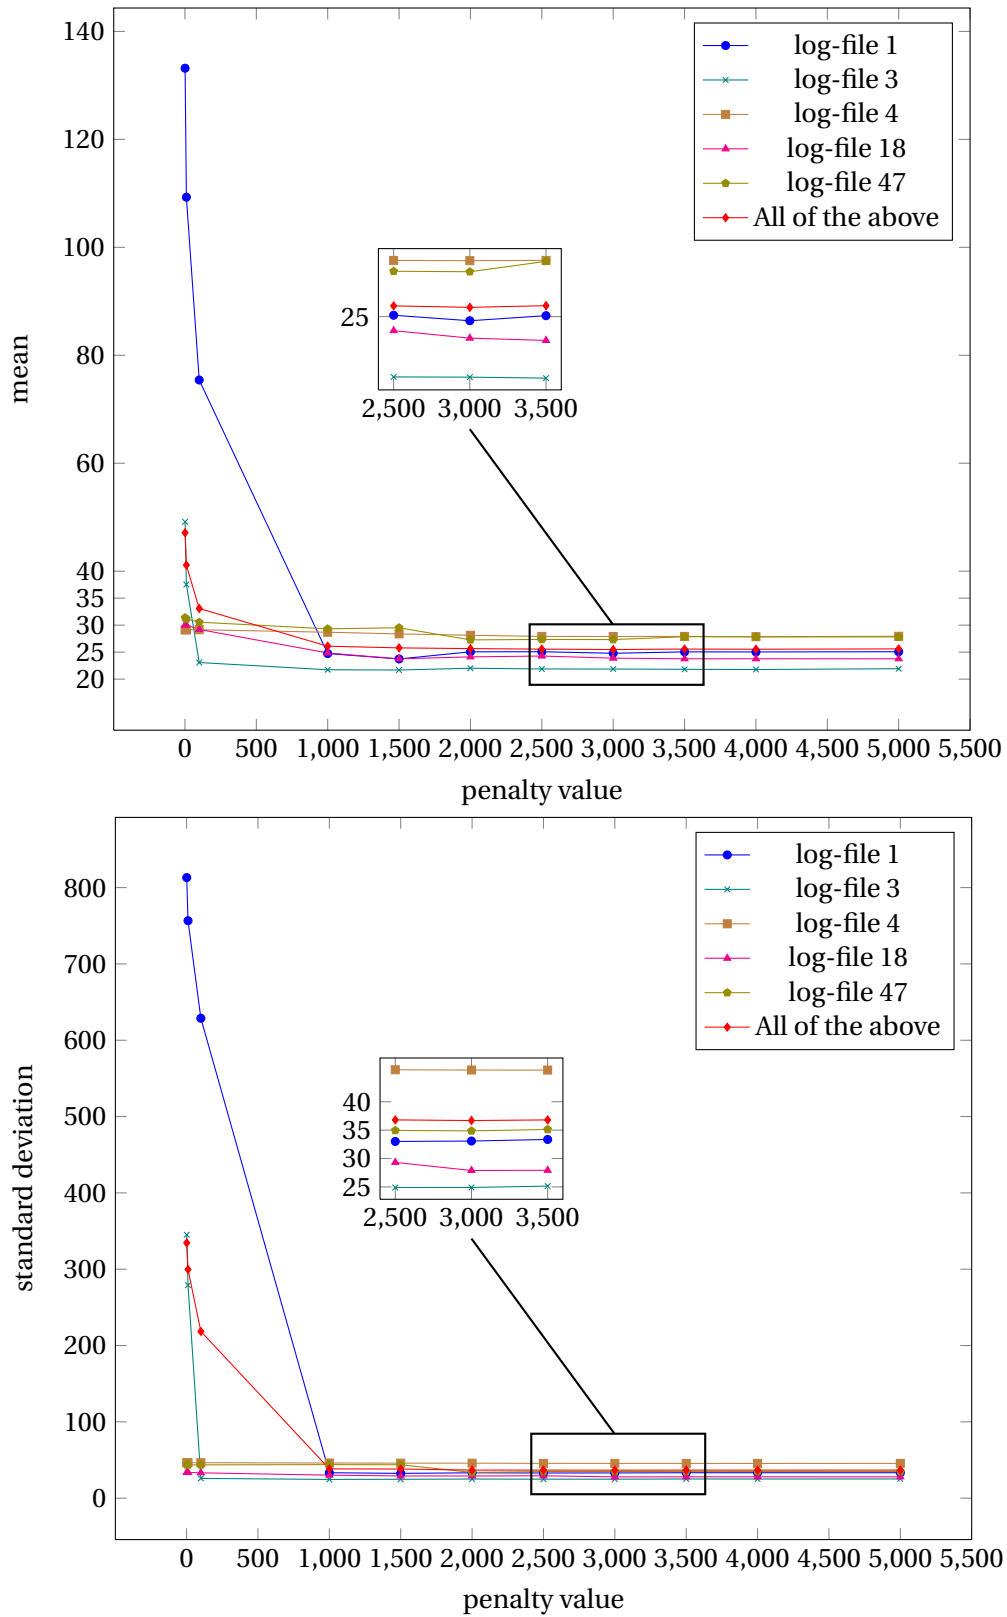 140
120
100
80
60
40
35
30
25
20
mean
log-file 1
log-file 3
log-file 4
log-file 18
log-file 47
All of the above
25
2,500 3,000 3,500
0 500 1,000 1,500 2,000 2,500 3,000 3,500 4,000 4,500 5,000 5,500
penalty value
800
700
600
500
400
300
200
100
0
standard deviation
log-file 1
log-file 3
log-file 4
log-file 18
log-file 47
All of the above
40
35
30
25
2,500 3,000 3,500
0 500 1,000 1,500 2,000 2,500 3,000 3,500 4,000 4,500 5,000 5,500
penalty value